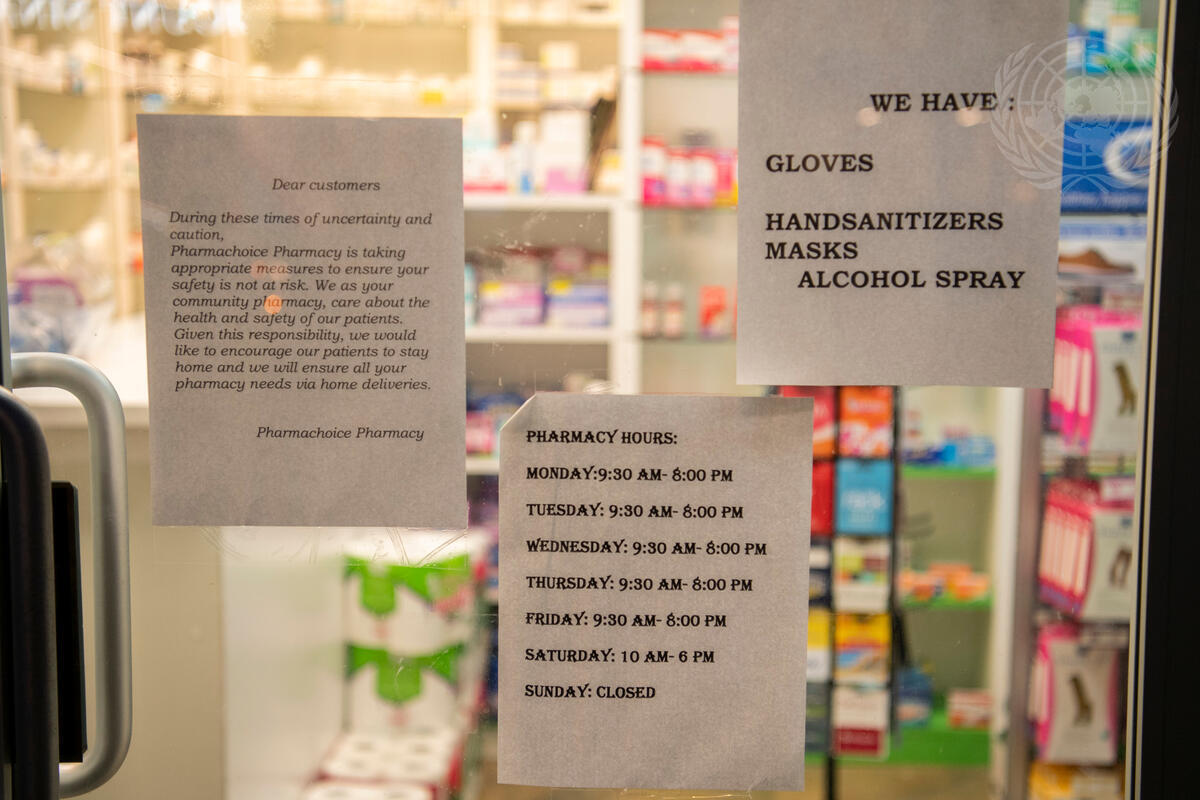 Dear customers
During these times of uncertainty and
caution,
Pharmachoice Pharmacy is taking
appropriate measures to ensure your
safety is not at risk. We as your
community pharmacy, care about the
health and safety of our patients.
Given this responsibility, we would
like to encourage our patients to stay
home and we will ensure all your
pharmacy needs via home deliveries.
Pharmachoice Pharmacy
WE HAVE :
GLOVES
HANDSANITIZERS
MASKS
ALCOHOL SPRAY
PHARMACY HOURS:
MONDAY:9:30 AM- 8:00 PM
TUESDAY: 9:30 AM- 8:00 PM
WEDNESDAY: 9:30 AM- 8:00 PM
THURSDAY: 9:30 AM- 8:00 PM
FRIDAY: 9:30 AM- 8:00 PM
SATURDAY: 10 AM- 6 PM
SUNDAY: CLOSED